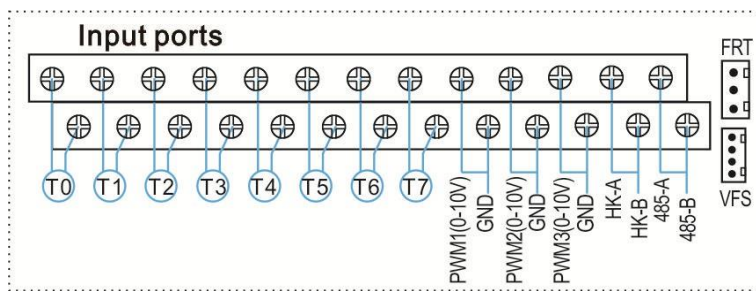 Input ports
FRT
T0 T1 T2 T3 T4 T5 T6 T7
PWM1(0-10V)
GND
PWM2(0-10V)
GND
PWM3(0-10V)
GND
HK-A
HK-B
485-A
485-B
VFS